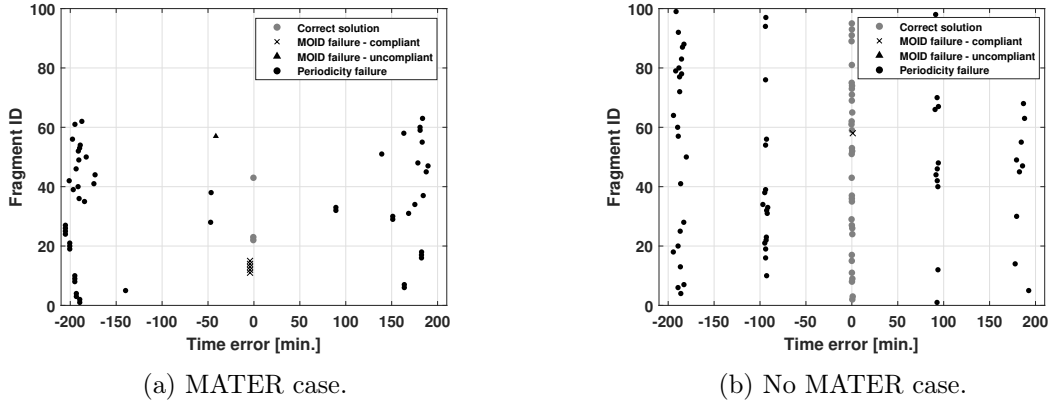 100
80
60
40
20
0
Fragment ID
-200 -150 -100 -50 0 50 100 150 200
Time error [min.]
Correct solution
MOID failure - compliant
MOID failure - uncompliant
Periodicity failure
(a) MATER case.
100
80
60
40
20
0
Fragment ID
-200 -150 -100 -50 0 50 100 150 200
Time error [min.]
Correct solution
MOID failure - compliant
MOID failure - uncompliant
Periodicity failure
(b) No MATER case.